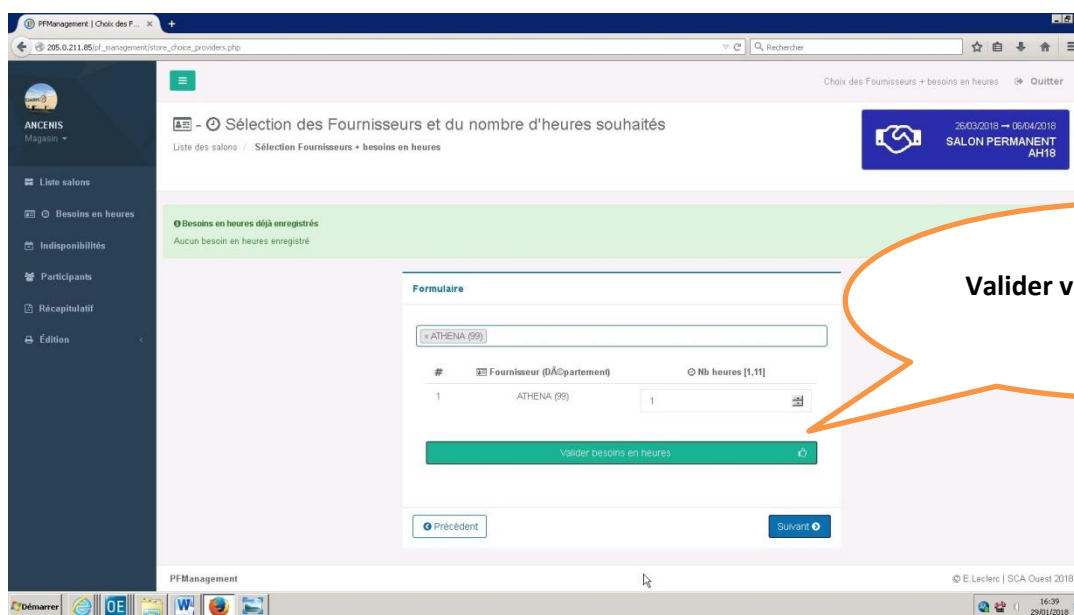 PFManagement | Choix des F... × +
205.0.211.85/pf_management/store_choice_providers.php
Rechercher
Choix des Fournisseurs + besoins en heures Quitter
ANCENIS
Magasin
- Sélection des Fournisseurs et du nombre d'heures souhaités
Liste des salons / Sélection Fournisseurs + besoins en heures
26/03/2018 → 06/04/2018
SALON PERMANENT
AH18
Liste salons
Besoins en heures
Indisponibilités
Participants
Récapitulatif
Édition
Besoins en heures déjà enregistrés
Aucun besoin en heures enregistré
Valider v
Formulaire
× ATHENA (99)
# Fournisseur (DÃ©partement) Nb heures [1,11]
1 ATHENA (99) 1
Valider besoins en heures
Précédent Suivant
PFManagement © E.Leclerc | SCA Ouest 2018
Démarrer OE W 16:39
29/01/2018